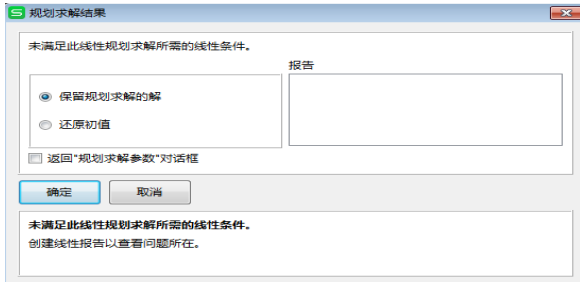 规划求解结果
未满足此线性规划求解所需的线性条件。
报告
保留规划求解的解
还原初值
返回"规划求解参数"对话框
确定
取消
未满足此线性规划求解所需的线性条件。
创建线性报告以查看问题所在。